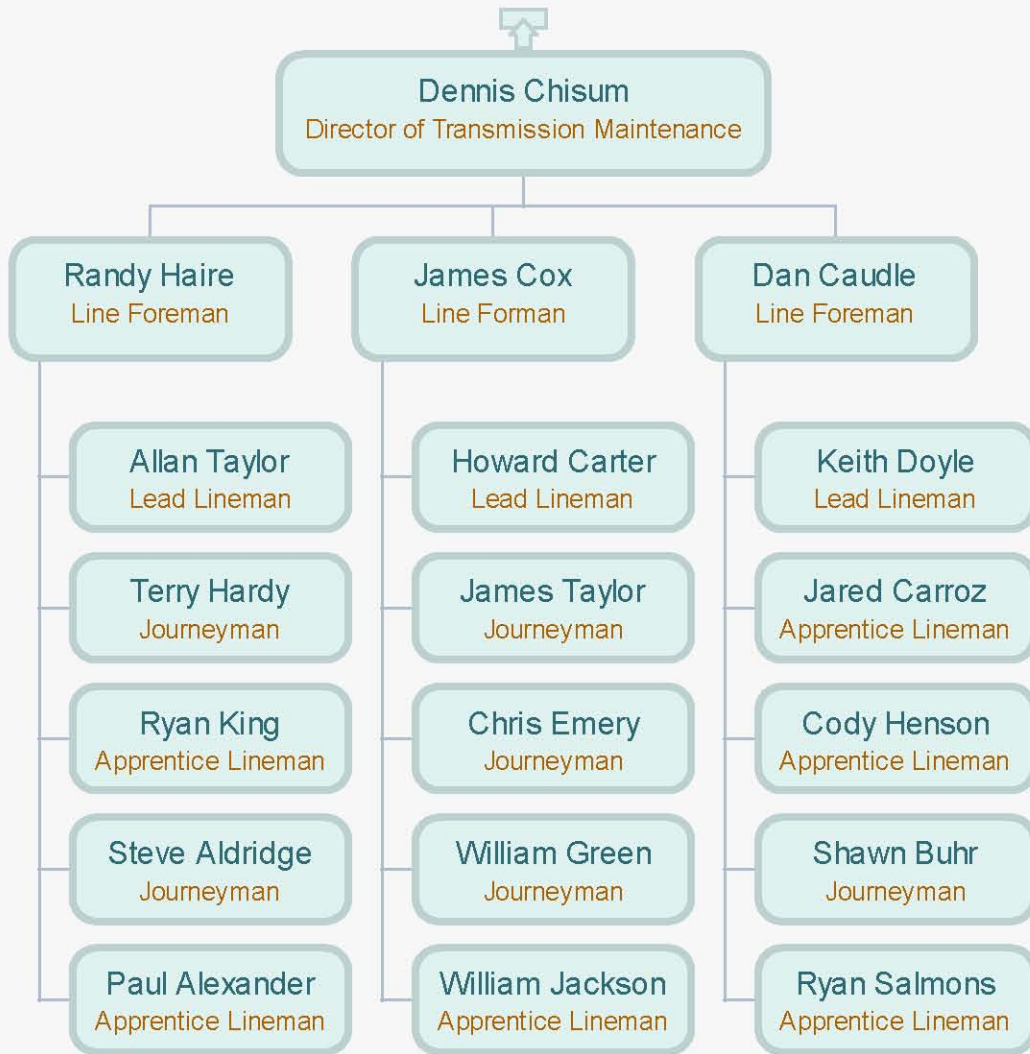 Dennis Chisum
Director of Transmission Maintenance
Randy Haire
Line Foreman
James Cox
Line Forman
Dan Caudle
Line Foreman
Allan Taylor
Lead Lineman
Terry Hardy
Journeyman
Ryan King
Apprentice Lineman
Steve Aldridge
Journeyman
Paul Alexander
Apprentice Lineman
Howard Carter
Lead Lineman
James Taylor
Journeyman
Chris Emery
Journeyman
William Green
Journeyman
William Jackson
Apprentice Lineman
Keith Doyle
Lead Lineman
Jared Carroz
Apprentice Lineman
Cody Henson
Apprentice Lineman
Shawn Buhr
Journeyman
Ryan Salmons
Apprentice Lineman